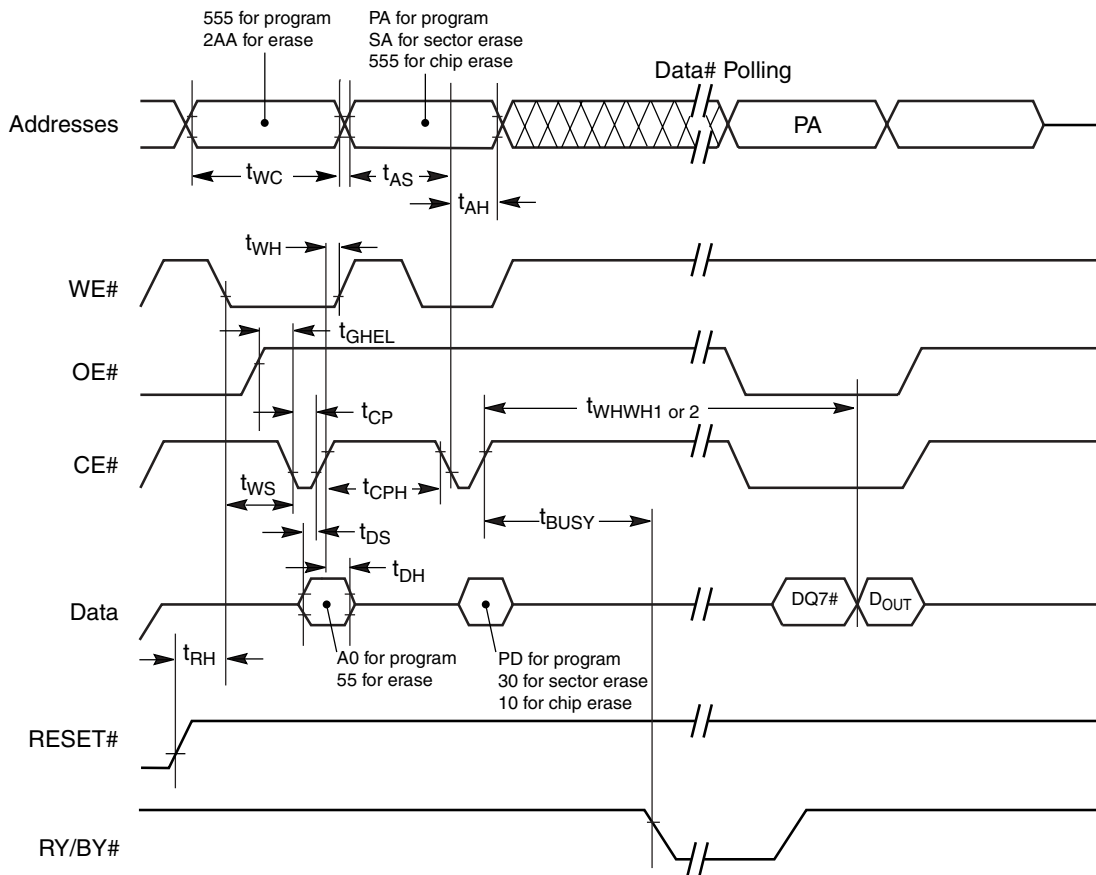 555 for program
2AA for erase
PA for program
SA for sector erase
555 for chip erase
Data# Polling
Addresses
PA
tWC
tAS
tAH
tWH
WE#
tGHEL
OE#
tWHWH1 or 2
tCP
CE#
tWS
tCPH
tBUSY
tDS
tDH
Data
DQ7#
DOUT
tRH
A0 for program
55 for erase
PD for program
30 for sector erase
10 for chip erase
RESET#
RY/BY#